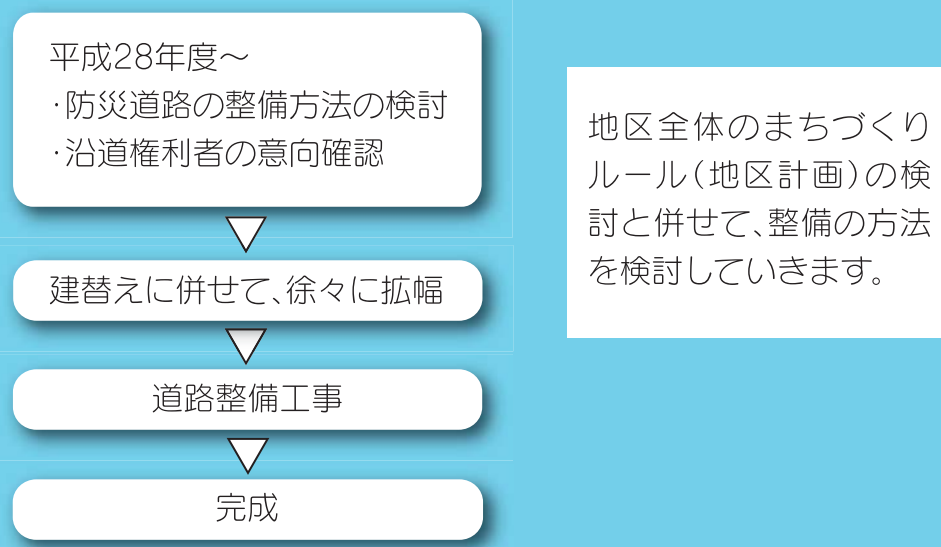 平成28年度～
・防災道路の整備方法の検討
・沿道権利者の意向確認
建替えに併せて、徐々に拡幅
道路整備工事
完成
地区全体のまちづくり
ルール（地区計画）の検
討と併せて、整備の方法
を検討していきます。